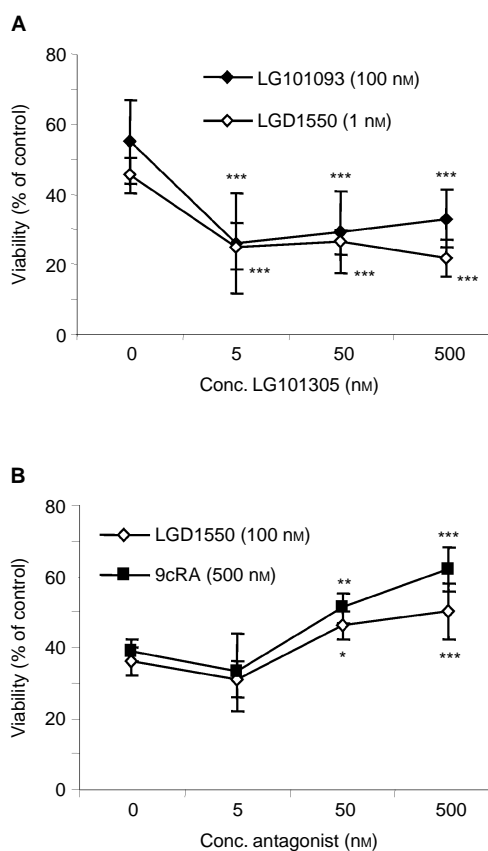 A
80
60
40
20
0
Viability (% of control)
LG101093 (100 nM)
LGD1550 (1 nM)
*** *** ***
*** *** ***
0 5 50 500
Conc. LG101305 (nM)
B
80
60
40
20
0
Viability (% of control)
LGD1550 (100 nM)
9cRA (500 nM)
** ***
* ***
0 5 50 500
Conc. antagonist (nM)